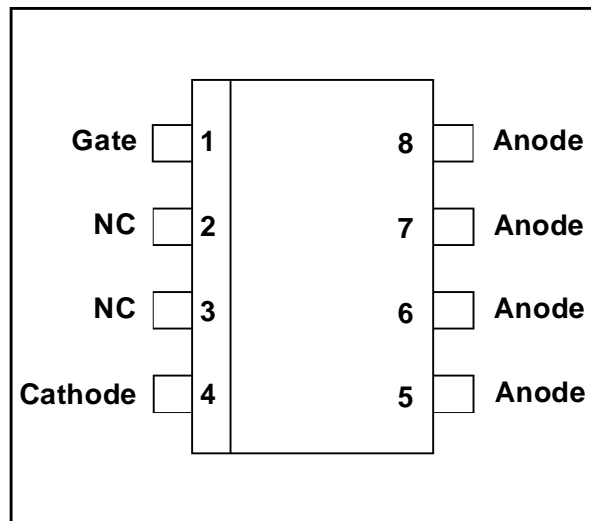 Gate 1 8 Anode
NC 2 7 Anode
NC 3 6 Anode
Cathode 4 5 Anode